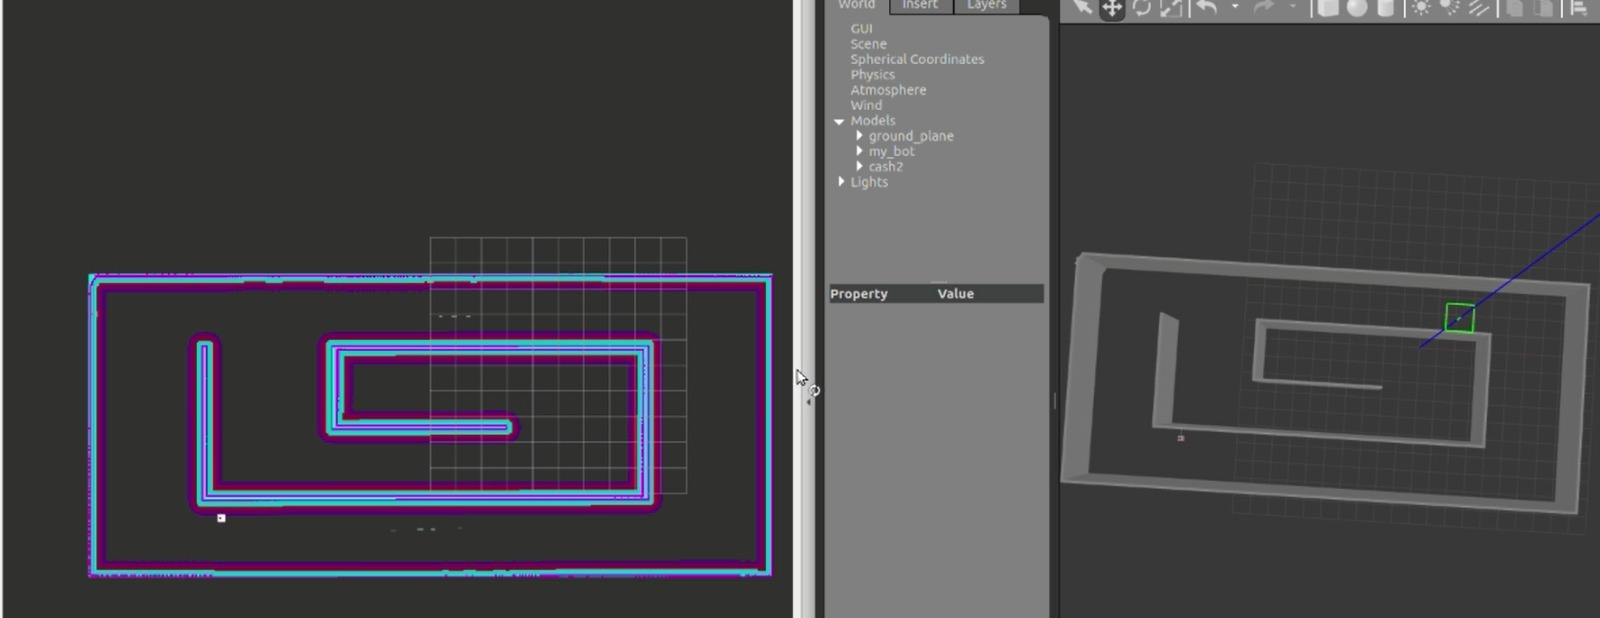 World Insert Layers
GUI
Scene
Spherical Coordinates
Physics
Atmosphere
Wind
Models
ground_plane
my_bot
cash2
Lights
Property Value